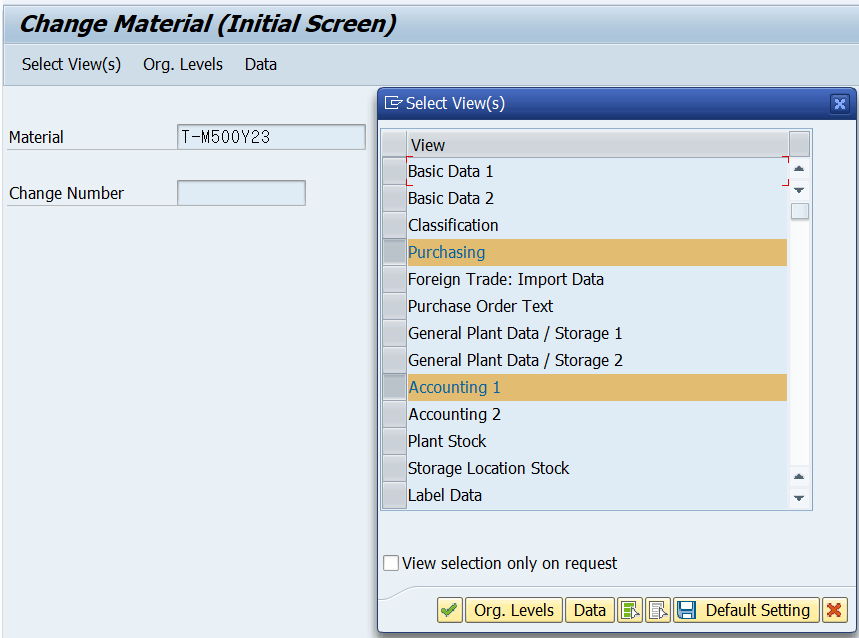 Change Material (Initial Screen)
Select View(s) Org. Levels Data
Select View(s)
Material T-M500Y23
Change Number
View
Basic Data 1
Basic Data 2
Classification
Purchasing
Foreign Trade: Import Data
Purchase Order Text
General Plant Data / Storage 1
General Plant Data / Storage 2
Accounting 1
Accounting 2
Plant Stock
Storage Location Stock
Label Data
View selection only on request
Org. Levels Data Default Setting